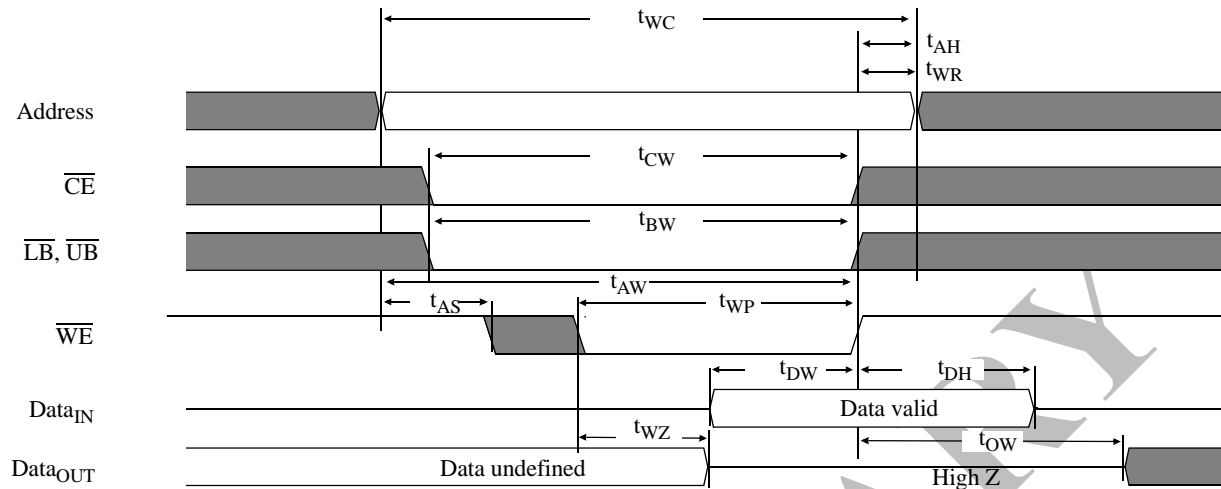 tWC
tAH
tWR
Address
tCW
CE
tBW
LB, UB
tAW
tAS
tWP
WE
tDW
tDH
DataIN
Data valid
tWZ
tOW
DataOUT
Data undefined
High Z